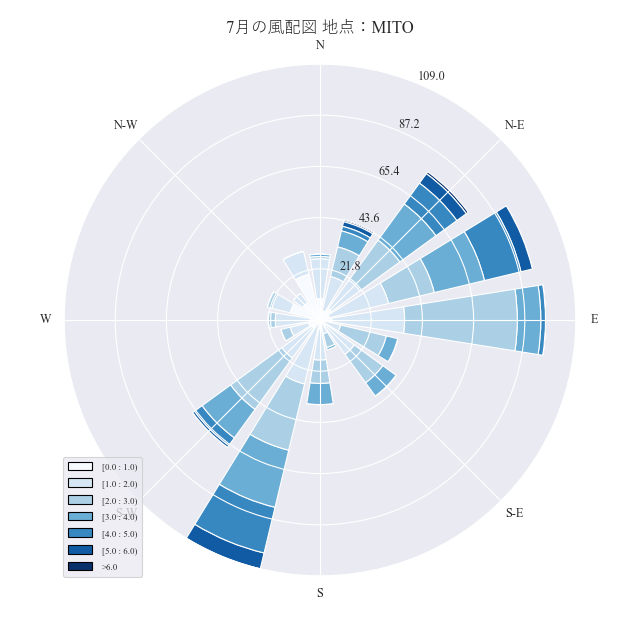 7月の風配図 地点：MITO
N
109.0
87.2
65.4
43.6
21.8
N-W
N-E
W
E
S-W
S-E
S
[0.0 : 1.0)
[1.0 : 2.0)
[2.0 : 3.0)
[3.0 : 4.0)
[4.0 : 5.0)
[5.0 : 6.0)
>6.0